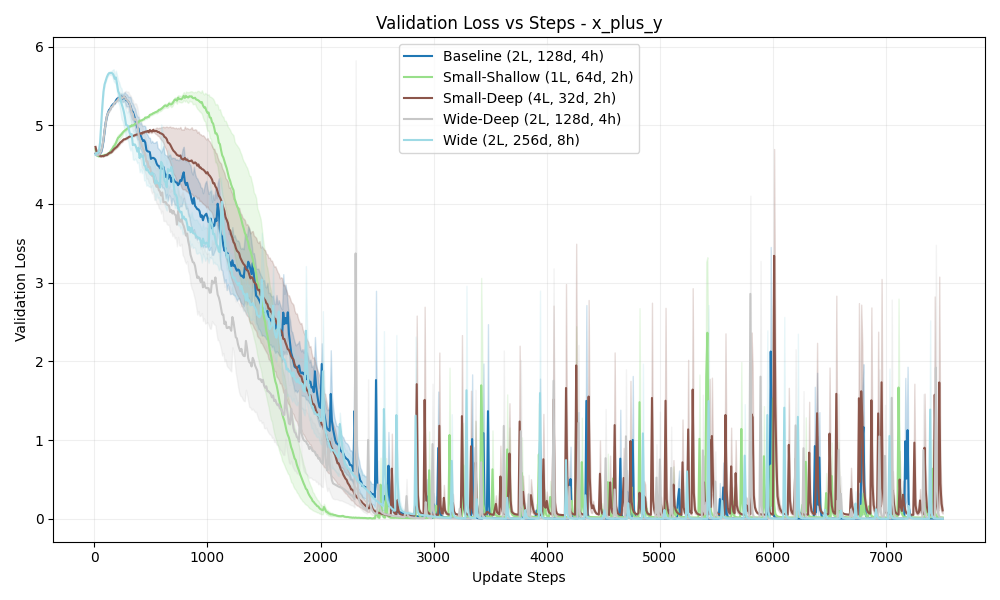 Validation Loss vs Steps - x_plus_y
Baseline (2L, 128d, 4h)
Small-Shallow (1L, 64d, 2h)
Small-Deep (4L, 32d, 2h)
Wide-Deep (2L, 128d, 4h)
Wide (2L, 256d, 8h)
Validation Loss
6
5
4
3
2
1
0
0 1000 2000 3000 4000 5000 6000 7000
Update Steps